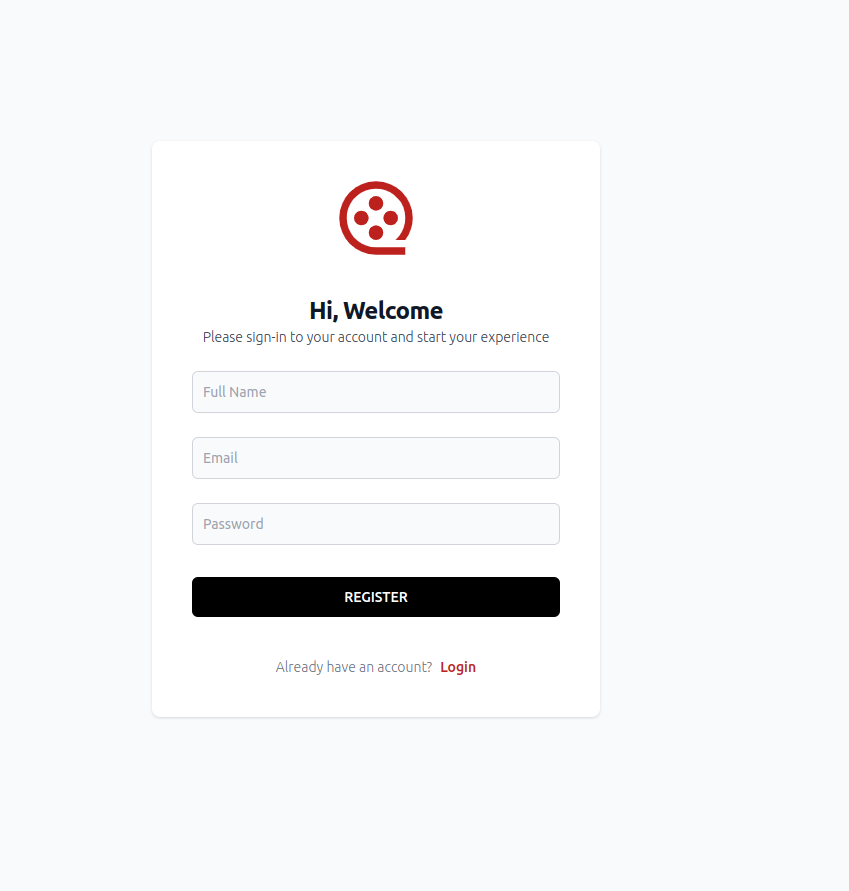 Hi, Welcome
Please sign-in to your account and start your experience
Full Name
Email
Password
REGISTER
Already have an account? Login